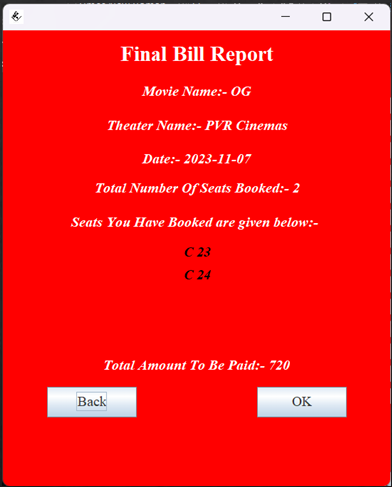 Final Bill Report
Movie Name:- OG
Theater Name:- PVR Cinemas
Date:- 2023-11-07
Total Number Of Seats Booked:- 2
Seats You Have Booked are given below:-
C 23
C 24
Total Amount To Be Paid:- 720
Back OK